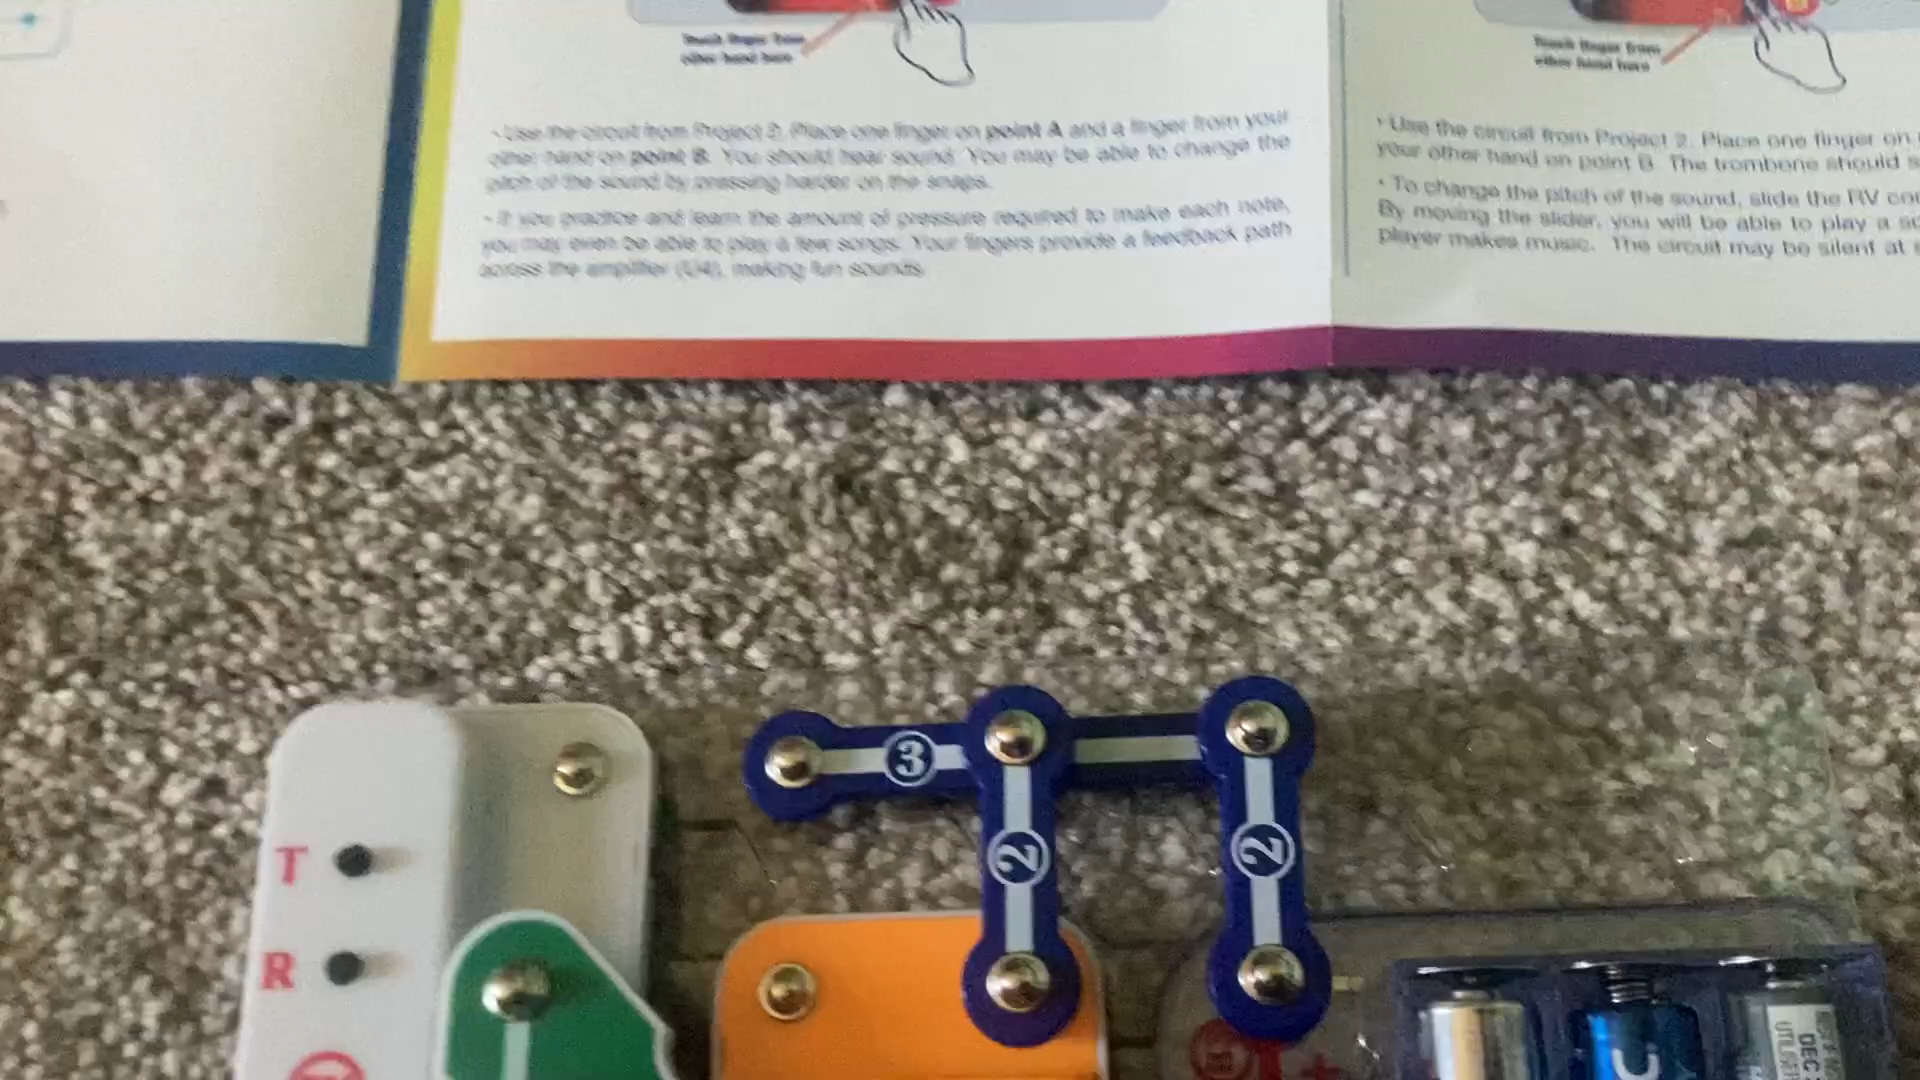 Touch finger from
other hand here
• Use the circuit from Project 2. Place one finger on point A and a finger from your
other hand on point B. You should hear sound. You may be able to change the
pitch of the sound by pressing harder on the snaps.
• If you practice and learn the amount of pressure required to make each note,
you may even be able to play a few songs. Your fingers provide a feedback path
across the amplifier (U4), making fun sounds.
Touch finger from
other hand here
• Use the circuit from Project 2. Place one finger on
your other hand on point B. The trombone should
• To change the pitch of the sound, slide the RV
By moving the slider, you will be able to play a
player makes music. The circuit may be silent at
3
2
2
T
R
+
DEC